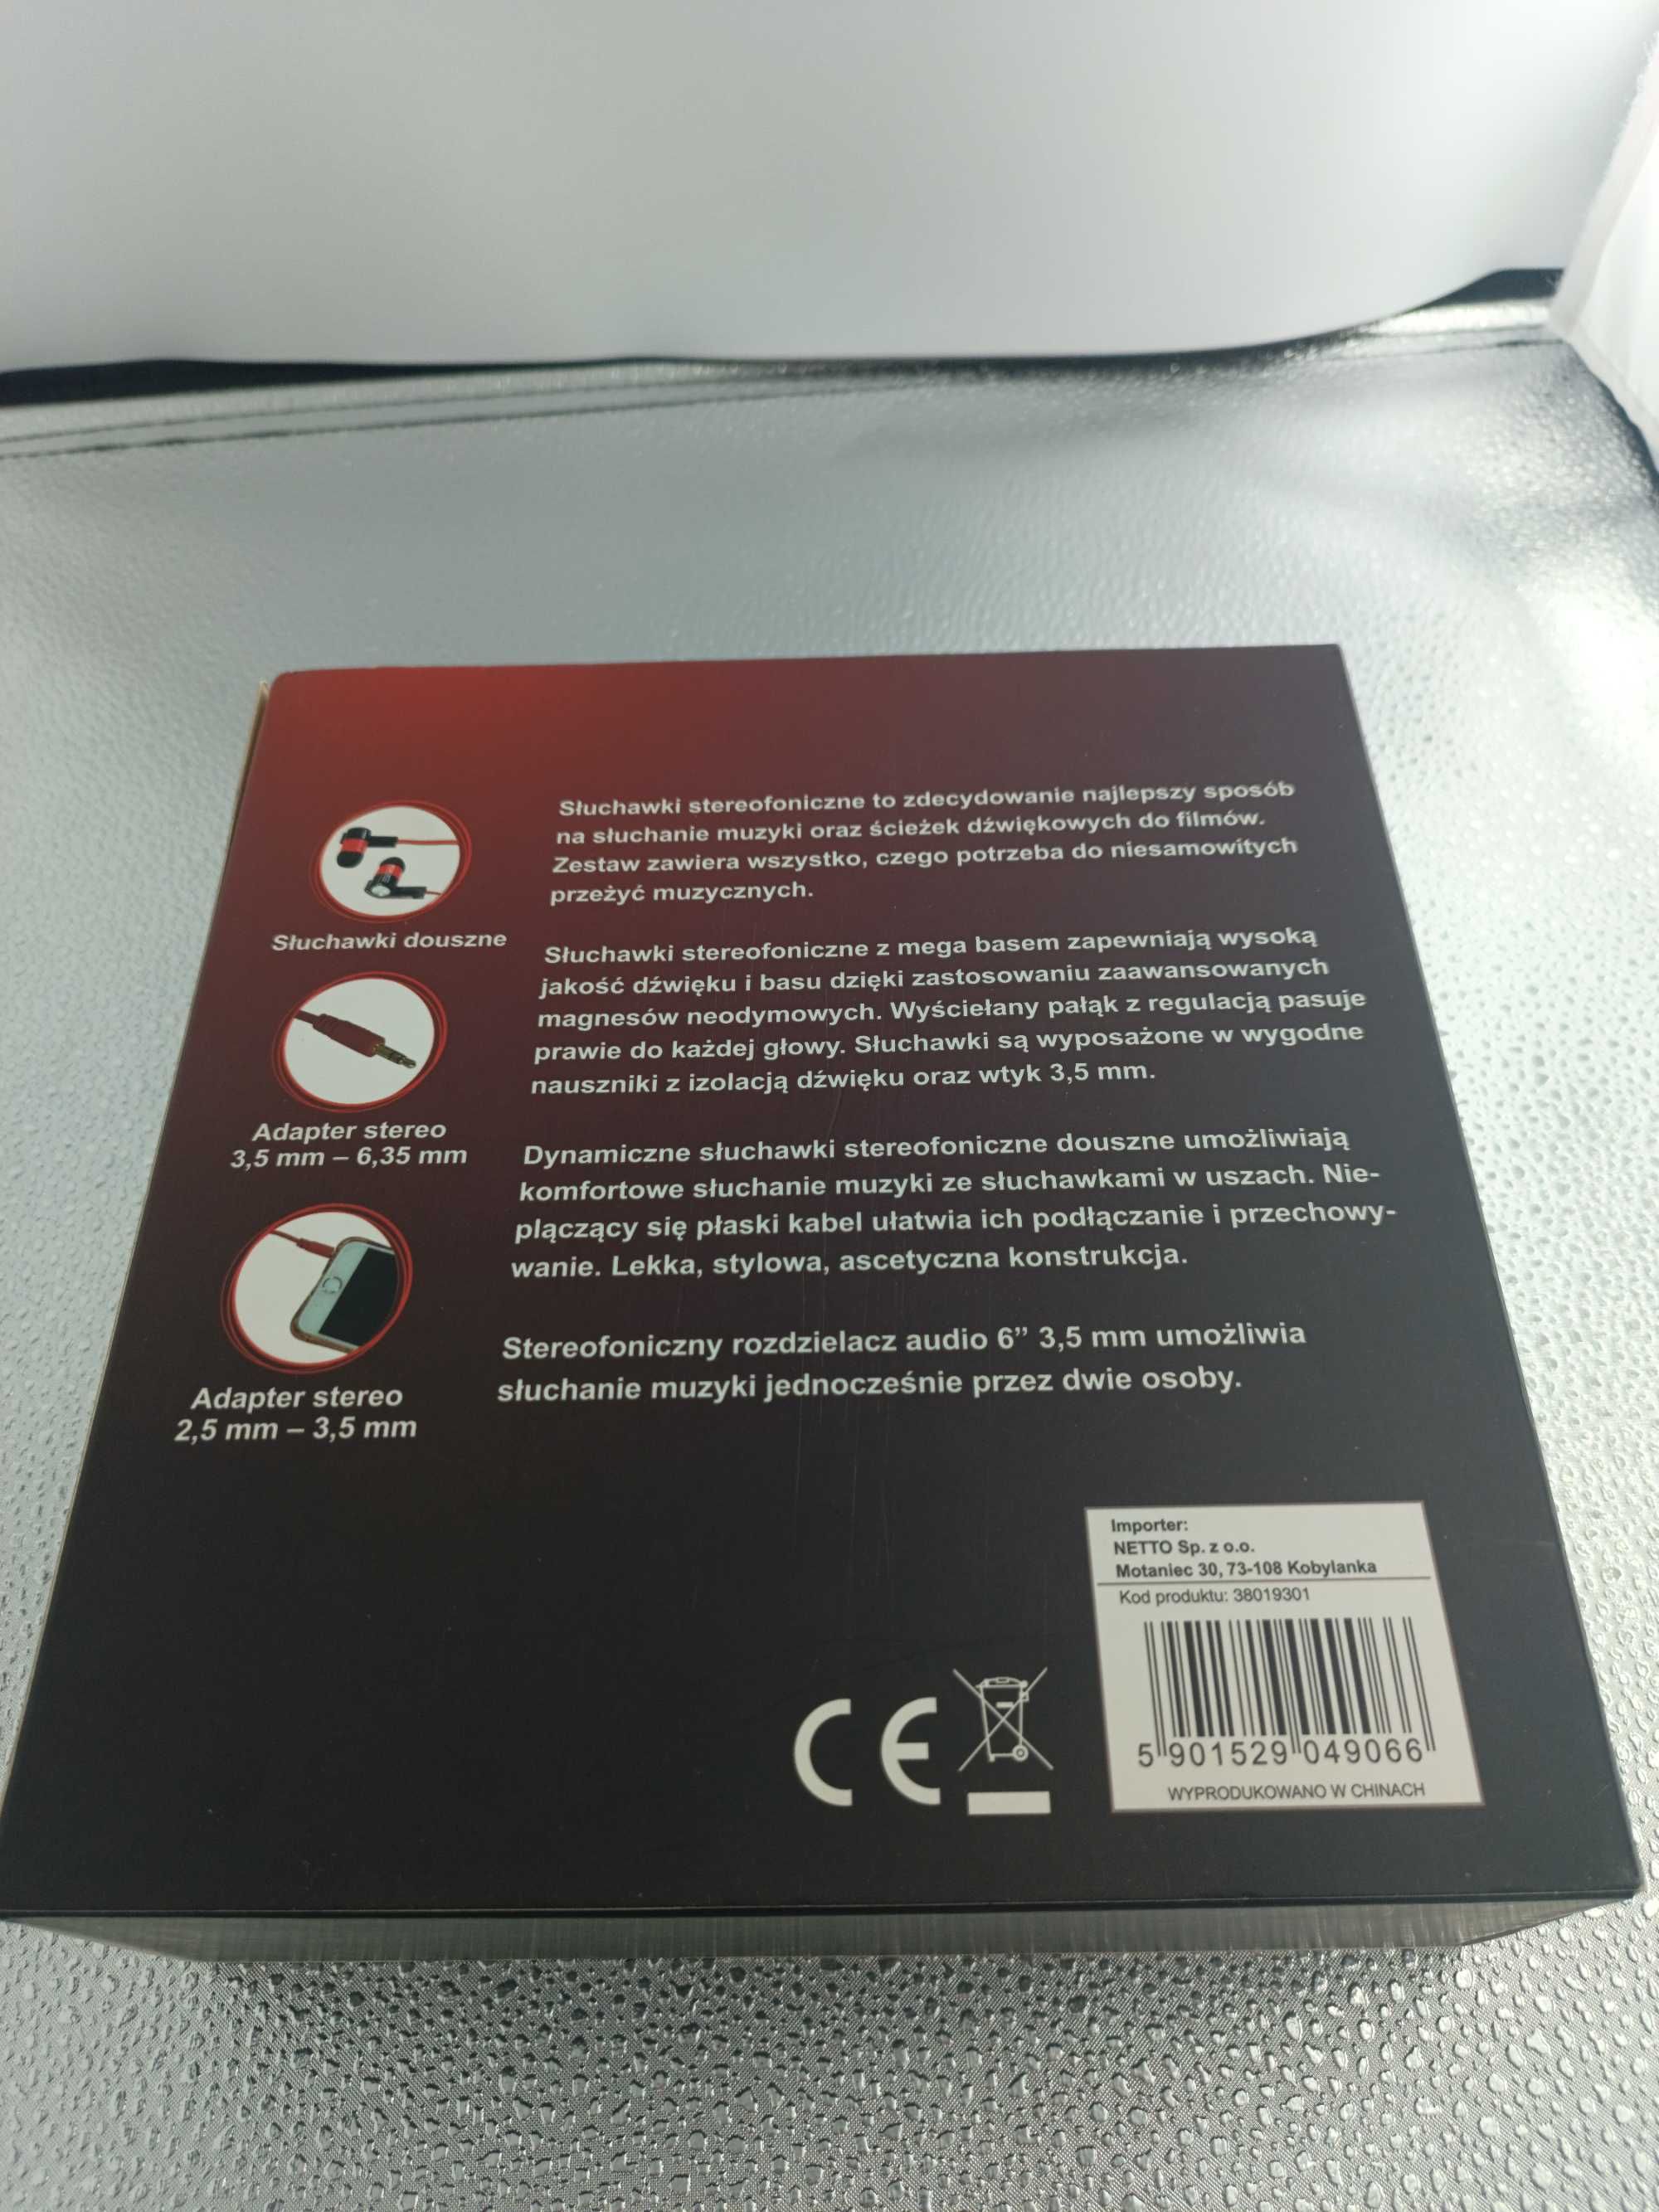 Słuchawki stereofoniczne to zdecydowanie najlepszy sposób
na słuchanie muzyki oraz ścieżek dźwiękowych do filmów.
Zestaw zawiera wszystko, czego potrzeba do niesamowitych
przeżyć muzycznych.
Słuchawki douszne
Słuchawki stereofoniczne z mega basem zapewniają wysoką
jakość dźwięku i basu dzięki zastosowaniu zaawansowanych
magnesów neodymowych. Wyściełany pałąk z regulacją pasuje
prawie do każdej głowy. Słuchawki są wyposażone w wygodne
nauszniki z izolacją dźwięku oraz wtyk 3,5 mm.
Adapter stereo
3,5 mm – 6,35 mm
Dynamiczne słuchawki stereofoniczne douszne umożliwiają
komfortowe słuchanie muzyki ze słuchawkami w uszach. Nie-
plączący się płaski kabel ułatwia ich podłączanie i przechowy-
wanie. Lekka, stylowa, ascetyczna konstrukcja.
Adapter stereo
2,5 mm – 3,5 mm
Stereofoniczny rozdzielacz audio 6” 3,5 mm umożliwia
słuchanie muzyki jednocześnie przez dwie osoby.
Importer:
NETTO Sp. z o.o.
Motaniec 30, 73-108 Kobylanka
Kod produktu: 38019301
5 901529 049066
WYPRODUKOWANO W CHINACH
CE